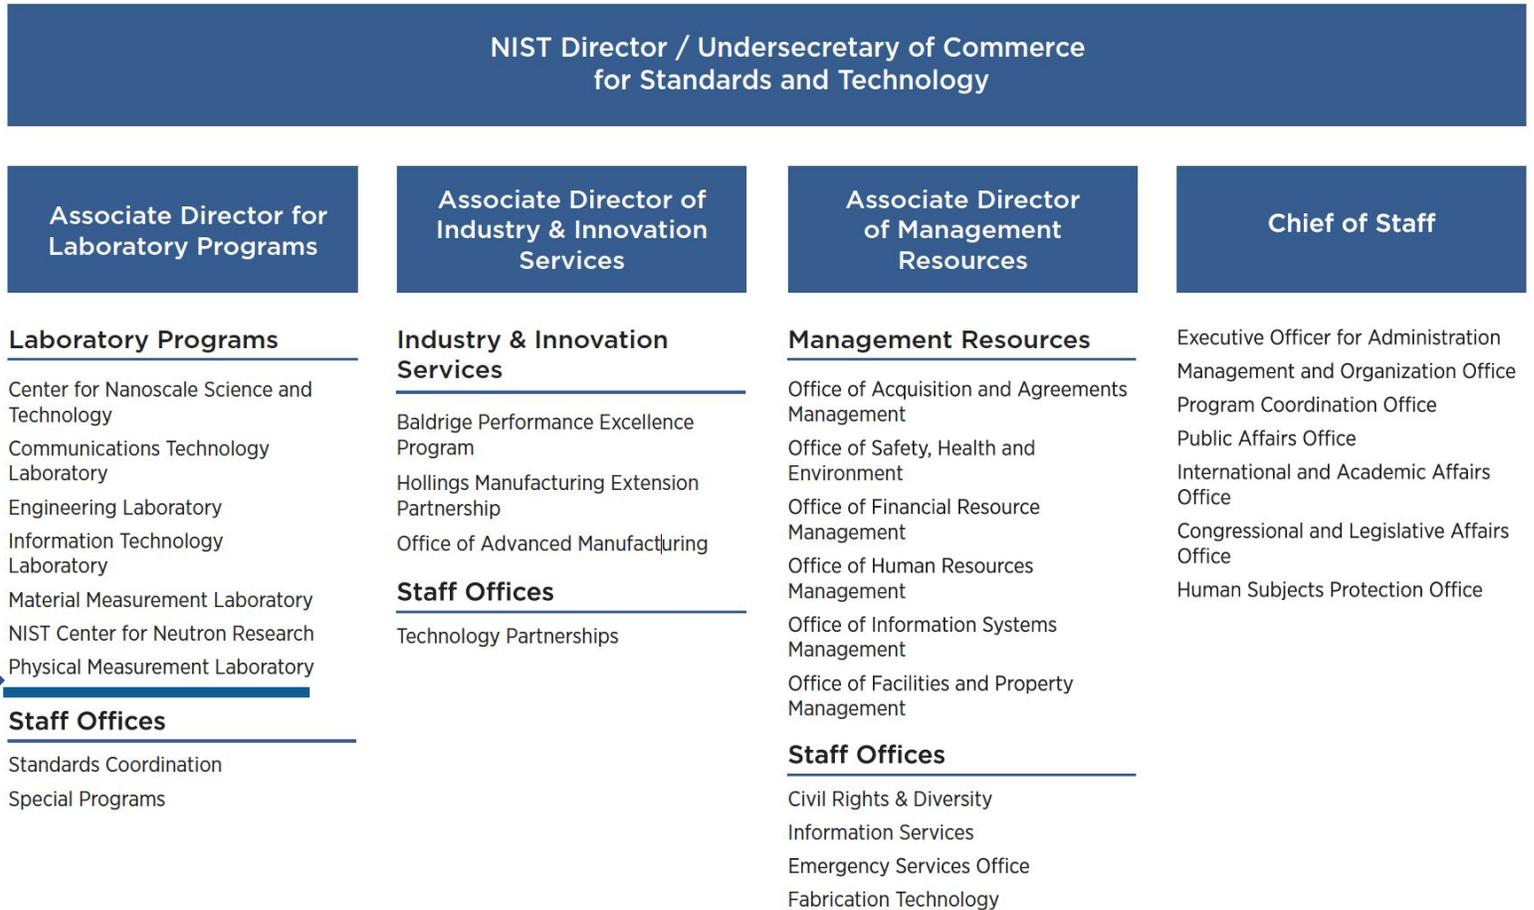 NIST Director / Undersecretary of Commerce
for Standards and Technology
Associate Director for
Laboratory Programs
Laboratory Programs
Center for Nanoscale Science and
Technology
Communications Technology
Laboratory
Engineering Laboratory
Information Technology
Laboratory
Material Measurement Laboratory
NIST Center for Neutron Research
Physical Measurement Laboratory
Staff Offices
Standards Coordination
Special Programs
Associate Director of
Industry & Innovation
Services
Industry & Innovation
Services
Baldrige Performance Excellence
Program
Hollings Manufacturing Extension
Partnership
Office of Advanced Manufacturing
Staff Offices
Technology Partnerships
Associate Director
of Management
Resources
Management Resources
Office of Acquisition and Agreements
Management
Office of Safety, Health and
Environment
Office of Financial Resource
Management
Office of Human Resources
Management
Office of Information Systems
Management
Office of Facilities and Property
Management
Staff Offices
Civil Rights & Diversity
Information Services
Emergency Services Office
Fabrication Technology
Chief of Staff
Executive Officer for Administration
Management and Organization Office
Program Coordination Office
Public Affairs Office
International and Academic Affairs
Office
Congressional and Legislative Affairs
Office
Human Subjects Protection Office